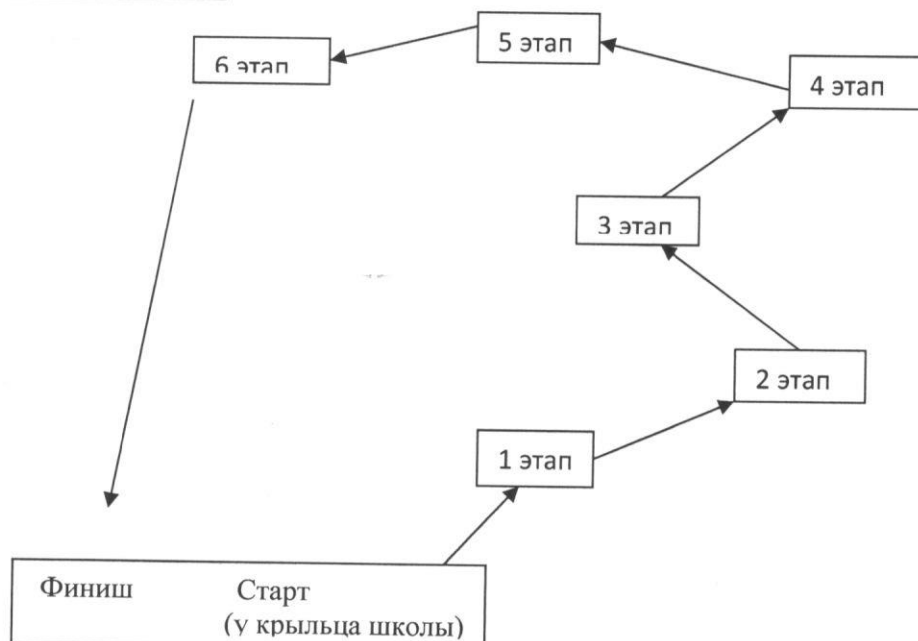 5 этап
6 этап
4 этап
3 этап
2 этап
1 этап
Финиш Старт
(у крыльца школы)